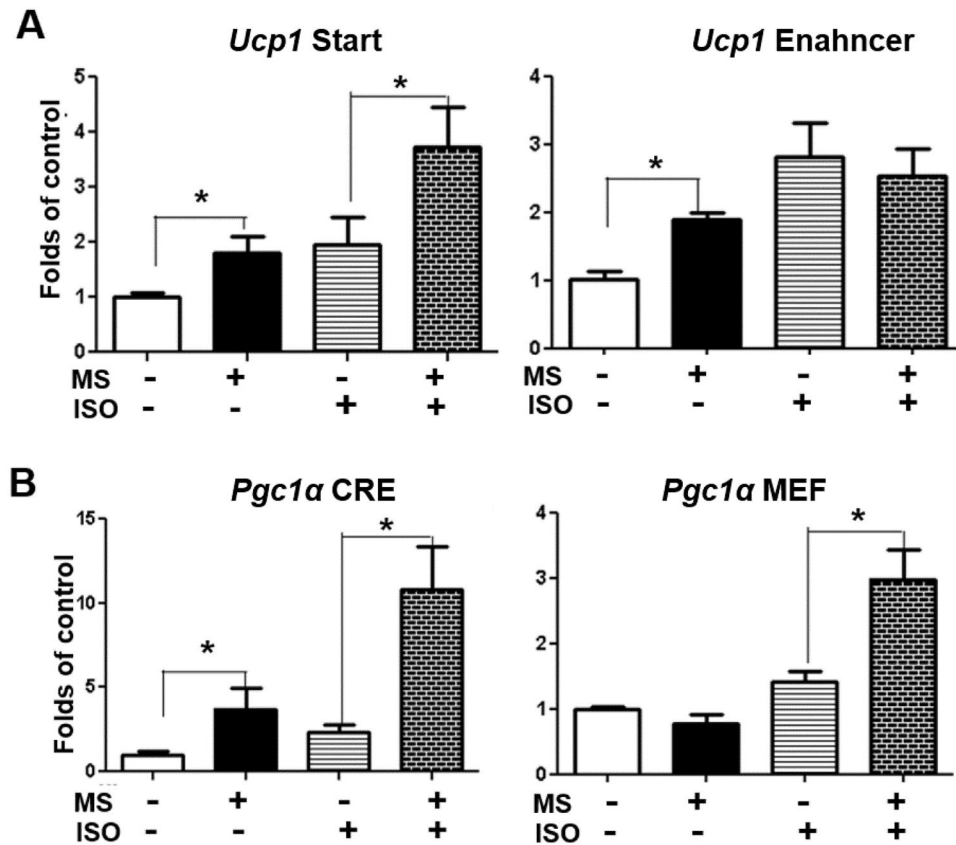 A
Ucp1 Start
Ucp1 Enahncer
Folds of control
5
4
3
2
1
0
*
*
4
3
2
1
0
*
MS - + - +
ISO - - + +
MS - + - +
ISO - - + +
B
Pgc1α CRE
Pgc1α MEF
Folds of control
15
10
5
0
*
*
4
3
2
1
0
*
MS - + - +
ISO - - + +
MS - + - +
ISO - - + +